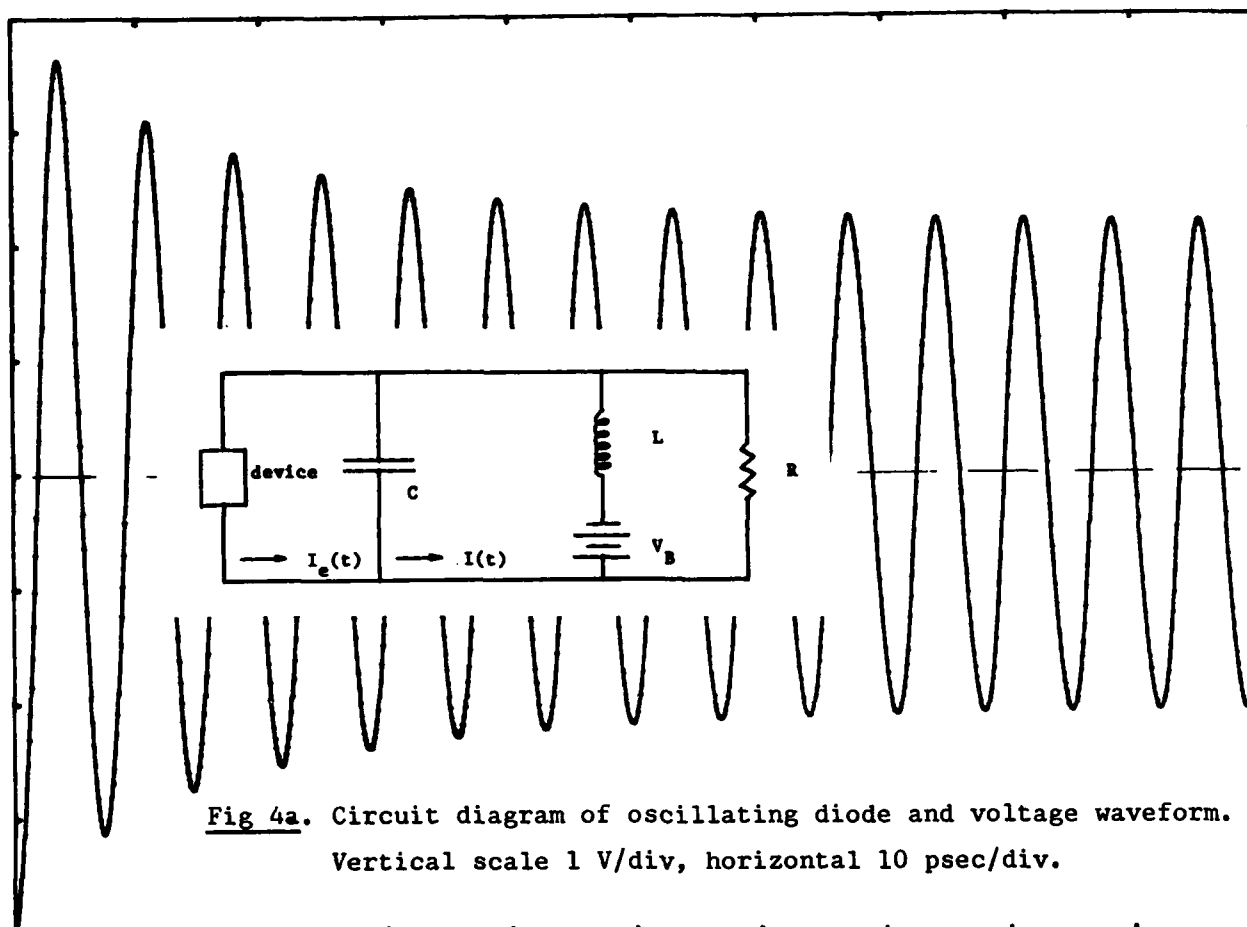 L
device
R
C
V_B
I_e(t)
I(t)
Fig 4a. Circuit diagram of oscillating diode and voltage waveform.
Vertical scale 1 V/div, horizontal 10 psec/div.